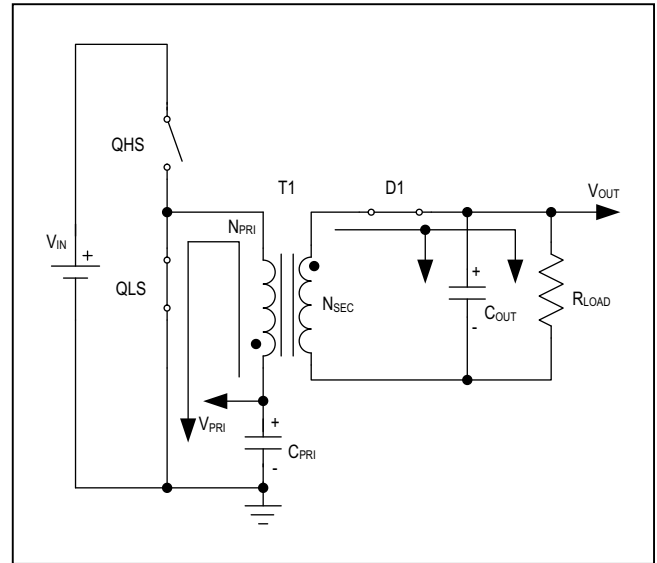 QHS
T1
D1
VOUT
NPRI
VIN
+
QLS
NSEC
+
COUT
-
RLOAD
VPRI
+
CPRI
-